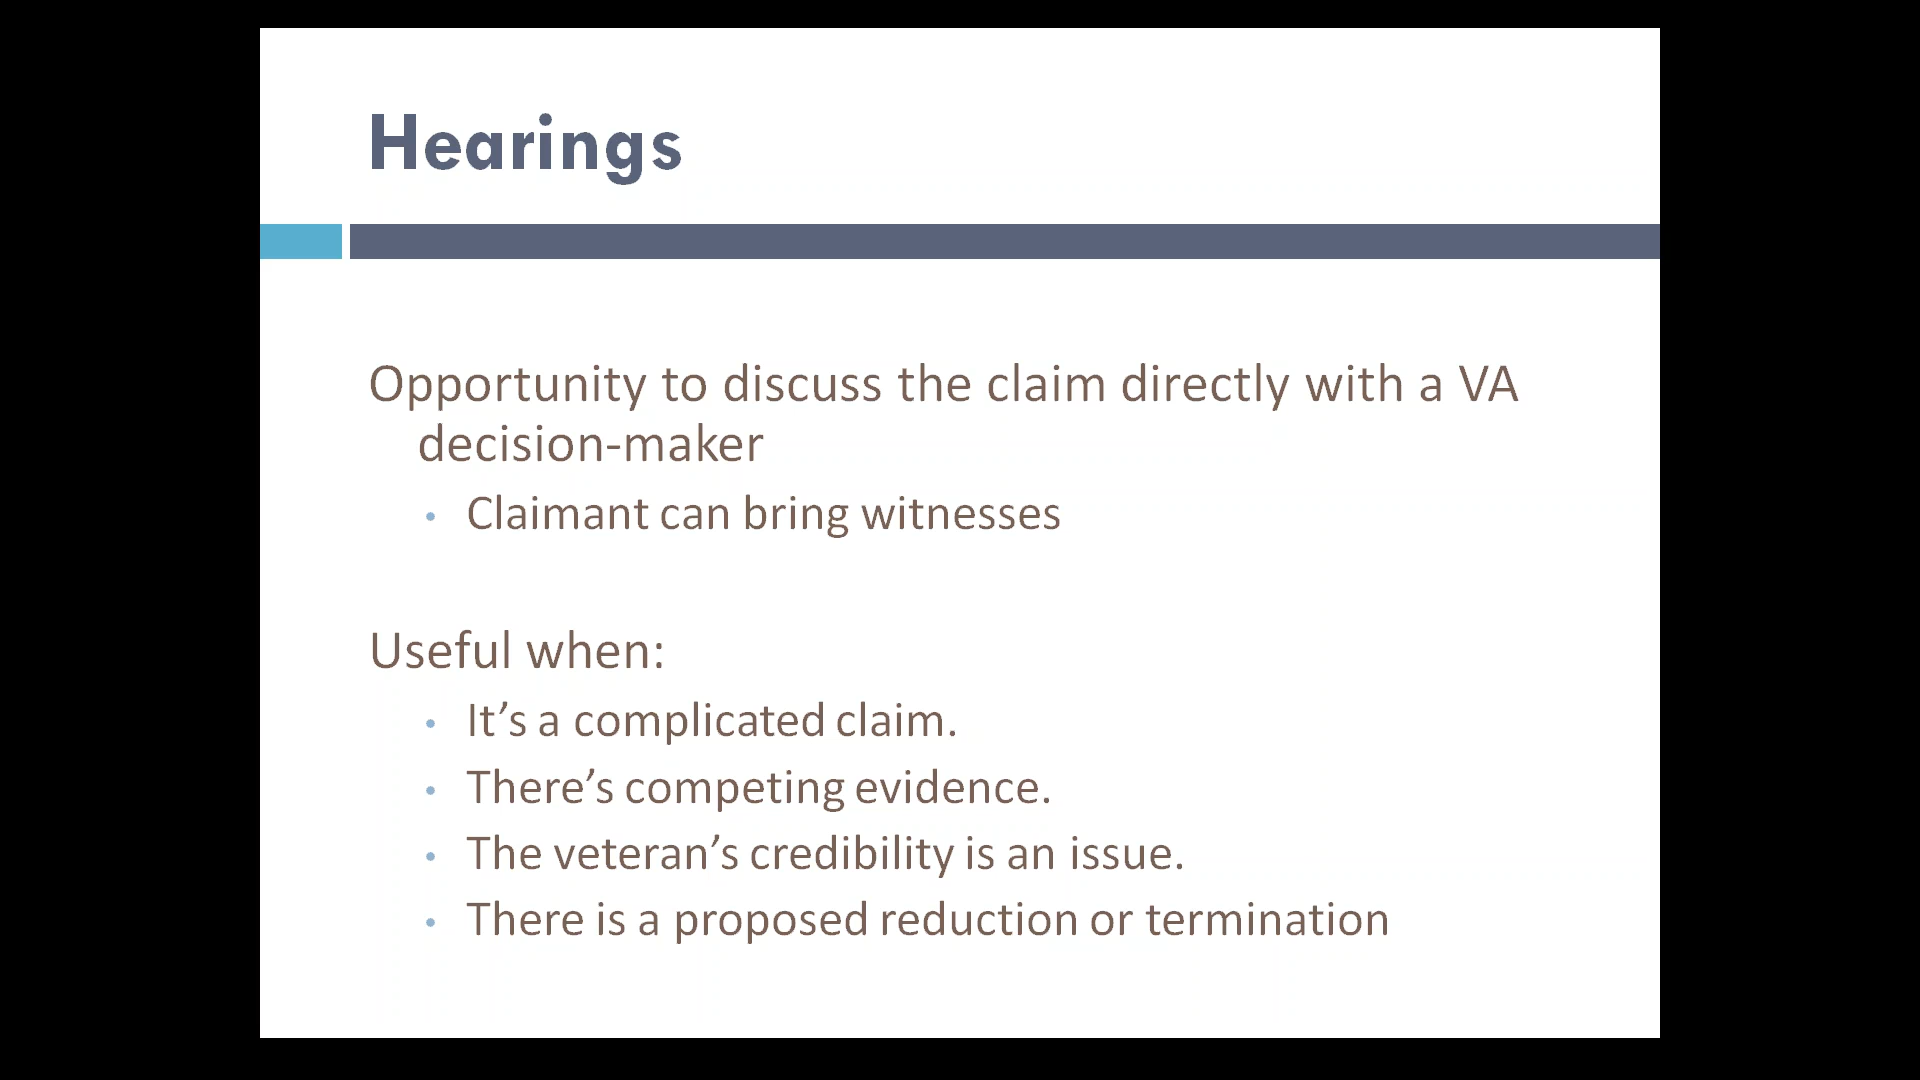 Hearings
Opportunity to discuss the claim directly with a VA
decision-maker
• Claimant can bring witnesses
Useful when:
• It’s a complicated claim.
• There’s competing evidence.
• The veteran’s credibility is an issue.
• There is a proposed reduction or termination